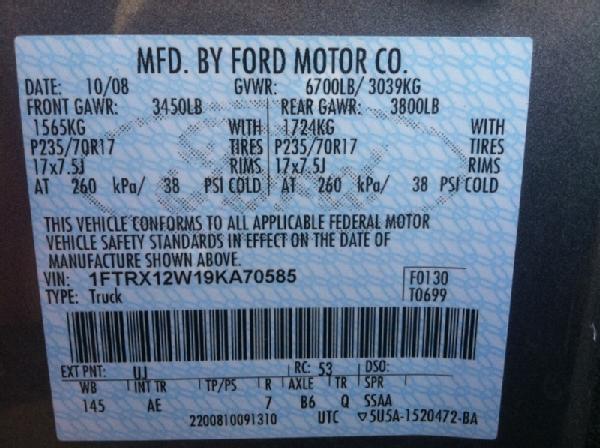 MFD. BY FORD MOTOR CO.
DATE: 10/08 GVWR: 6700LB/ 3039KG
FRONT GAWR: 3450LB REAR GAWR: 3800LB
1565KG WITH 1724KG WITH
P235/70R17 TIRES P235/70R17 TIRES
17x7.5J RIMS 17x7.5J RIMS
AT 260 kPa/ 38 PSI COLD AT 260 kPa/ 38 PSI COLD
THIS VEHICLE CONFORMS TO ALL APPLICABLE FEDERAL MOTOR
VEHICLE SAFETY STANDARDS IN EFFECT ON THE DATE OF
MANUFACTURE SHOWN ABOVE.
VIN: 1FTRX12W19KA70585 F0130
TYPE: Truck T0699
EXT PNT: UJ RC: 53 DSO:
WB INT TR TP/PS R AXLE TR SPR
145 AE 7 B6 Q SSAA
2200810091310 UTC ▽5U5A-1520472-BA